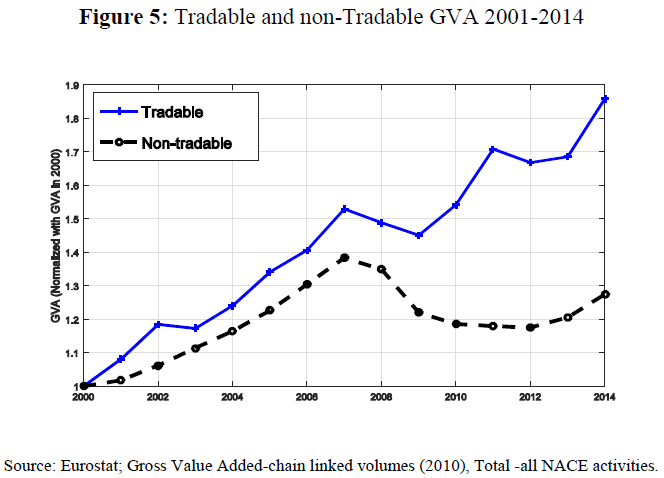 Figure 5: Tradable and non-Tradable GVA 2001-2014
1.9
1.8
1.7
1.6
1.5
1.4
1.3
1.2
1.1
1
GVA (Normalized with GVA in 2000)
Tradable
Non-tradable
2000 2002 2004 2006 2008 2010 2012 2014
Source: Eurostat; Gross Value Added-chain linked volumes (2010), Total -all NACE activities.